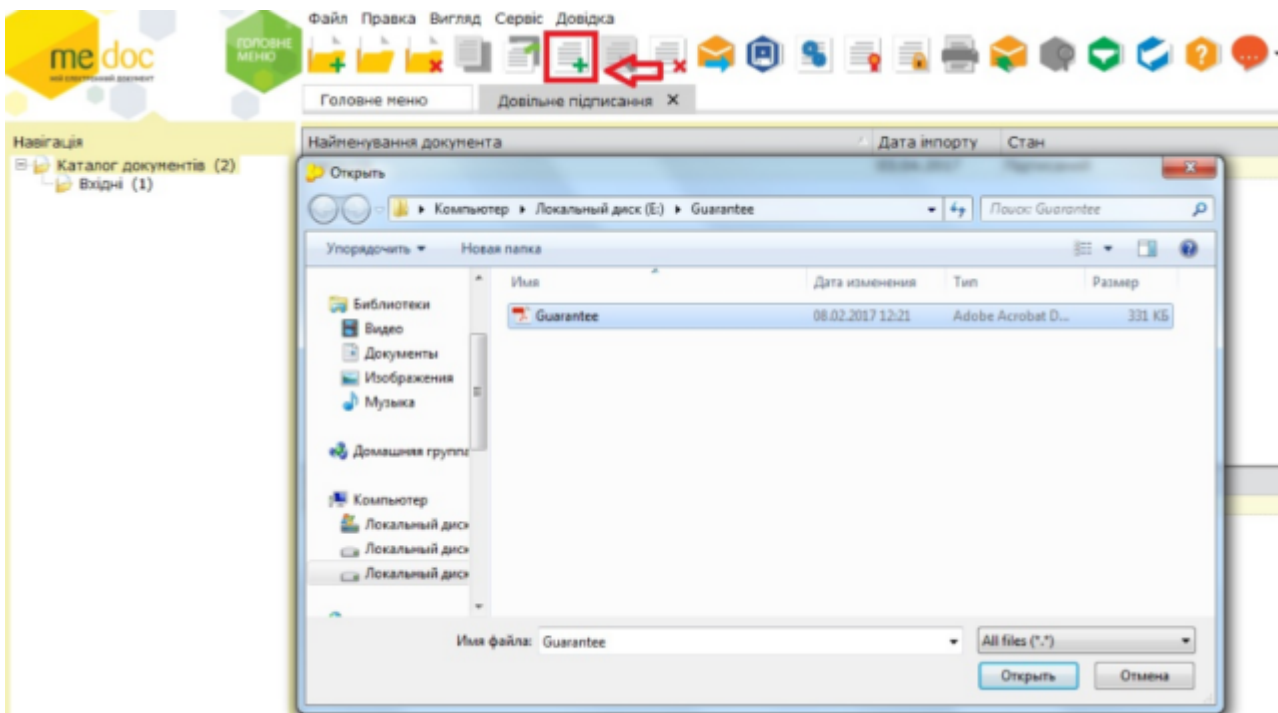 Файл Правка Вигляд Сервіс Довідка
me doc
мій електронний документ
ГОЛОВНЕ МЕНЮ
Головне меню
Довільне підписання X
Навігація
Каталог документів (2)
Вхідні (1)
Найменування документа Дата імпорту Стан
Открыть
Компьютер Локальный диск (E:) Guarantee
Поиск: Guarantee
Упорядочить Новая папка
Имя Дата изменения Тип Размер
Guarantee 08.02.2017 12:21 Adobe Acrobat D... 331 КБ
Библиотеки
Видео
Документы
Изображения
Музыка
Домашняя группа
Компьютер
Локальный диск
Локальный диск
Локальный диск
Имя файла: Guarantee
All files (*.*)
Открыть Отмена